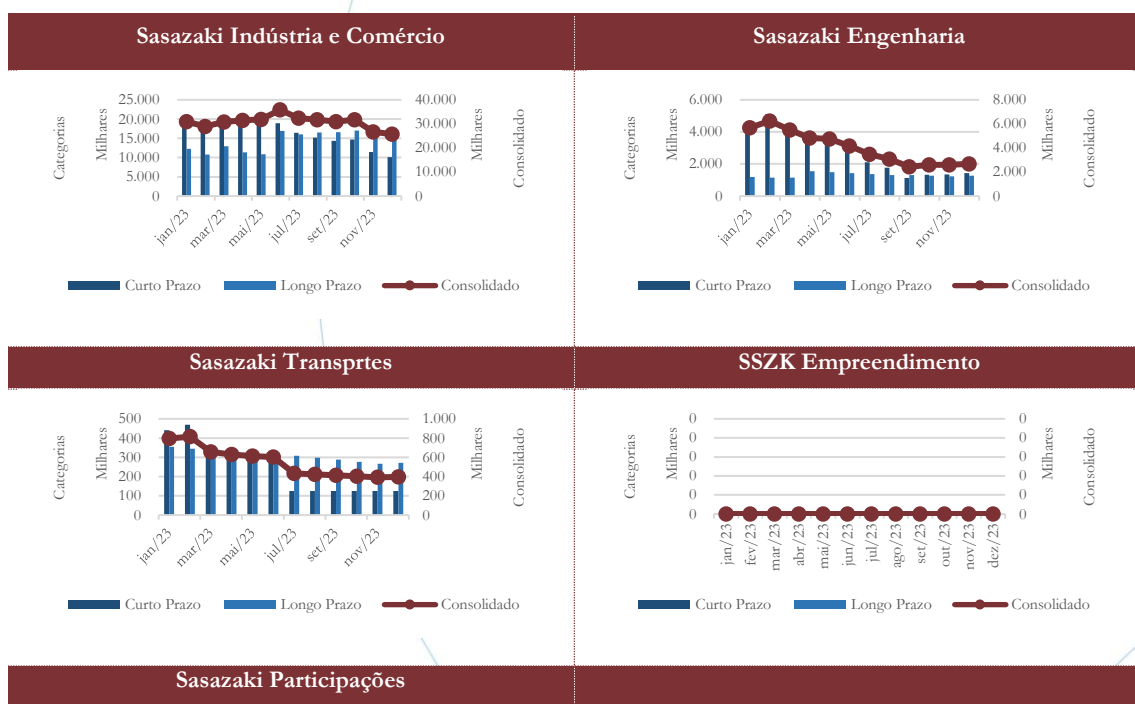 Sasazaki Indústria e Comércio
Sasazaki Engenharia
Categorias
Milhares
25.000
20.000
15.000
10.000
5.000
0
40.000
30.000
20.000
10.000
0
Milhares
Consolidado
jan/23
mar/23
mai/23
jul/23
set/23
nov/23
Curto Prazo
Longo Prazo
Consolidado
Categorias
Milhares
6.000
4.000
2.000
0
8.000
6.000
4.000
2.000
0
Milhares
Consolidado
jan/23
mar/23
mai/23
jul/23
set/23
nov/23
Curto Prazo
Longo Prazo
Consolidado
Sasazaki Transprtes
SSZK Empreendimento
Categorias
Milhares
500
400
300
200
100
0
1.000
800
600
400
200
0
Milhares
Consolidado
jan/23
mar/23
mai/23
jul/23
set/23
nov/23
Curto Prazo
Longo Prazo
Consolidado
Categorias
Milhares
0
0
0
0
0
0
0
0
0
0
0
0
Milhares
Consolidado
jan/23
fev/23
mar/23
abr/23
mai/23
jun/23
jul/23
ago/23
set/23
out/23
nov/23
dez/23
Curto Prazo
Longo Prazo
Consolidado
Sasazaki Participações